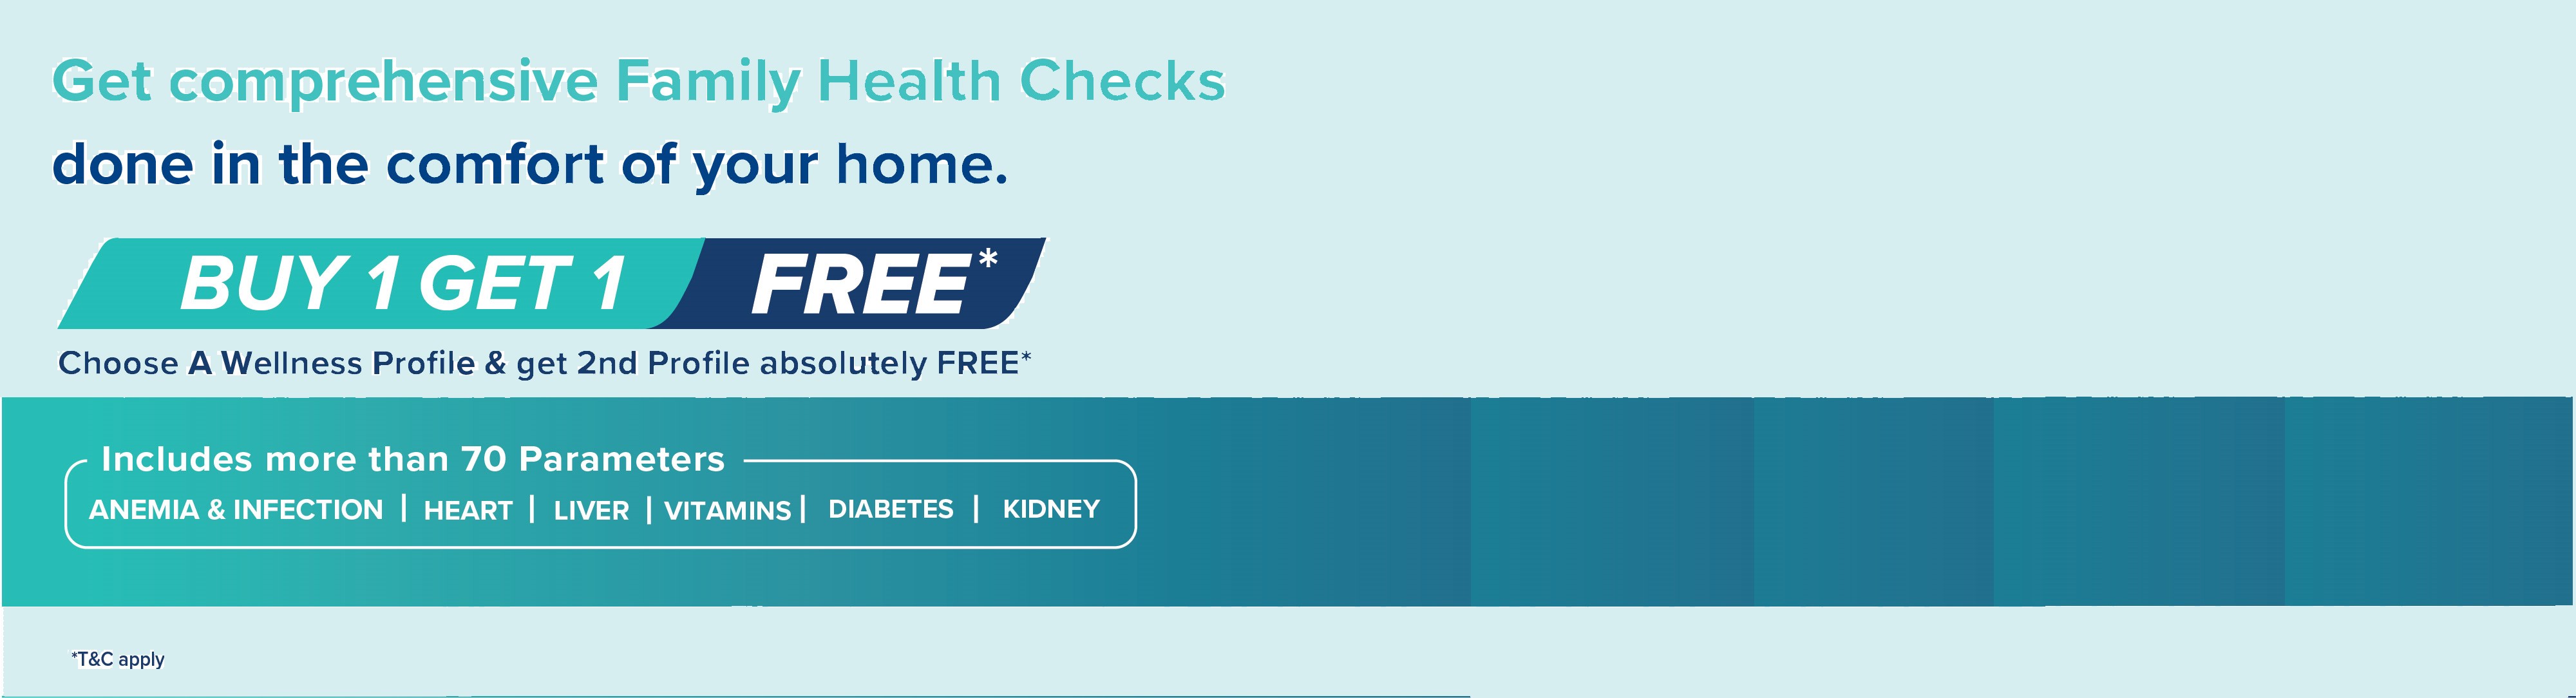 Get comprehensive Family Health Checks
done in the comfort of your home.
BUY 1 GET 1 FREE*
Choose A Wellness Profile & get 2nd Profile absolutely FREE*
Includes more than 70 Parameters
ANEMIA & INFECTION | HEART | LIVER | VITAMINS | DIABETES | KIDNEY
*T&C apply